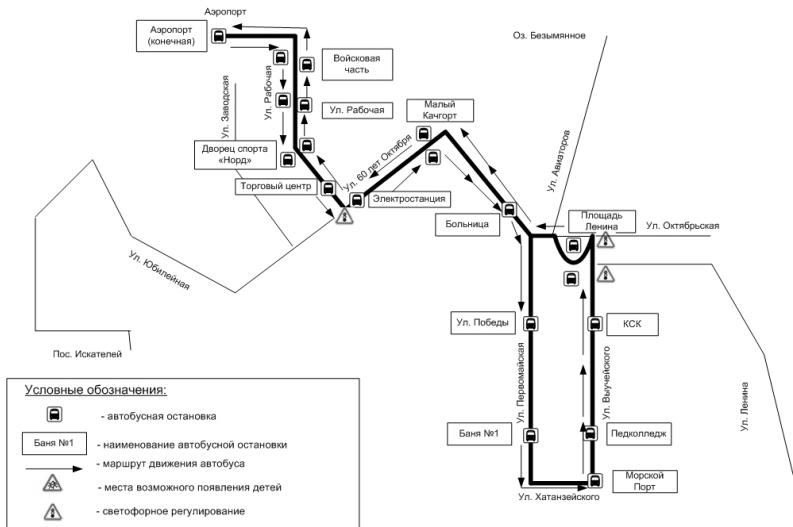 Аэропорт
Аэропорт
(конечная)
Оз. Безымянное
Войсковая
часть
Ул. Рабочая
Ул. Заводская
Ул. Рабочая
Малый
Качгорт
Ул. Авиаторов
Дворец спорта
«Норд»
Ул. 60 лет Октября
Торговый центр
Электростанция
Больница
Площадь
Ленина
Ул. Октябрьская
Ул. Юбилейная
Ул. Победы
КСК
Пос. Искателей
Ул. Первомайская
Ул. Выучейского
Ул. Ленина
Условные обозначения:
- автобусная остановка
Баня №1
- наименование автобусной остановки
- маршрут движения автобуса
- места возможного появления детей
- светофорное регулирование
Баня №1
Педколледж
Морской
Порт
Ул. Хатанзейского